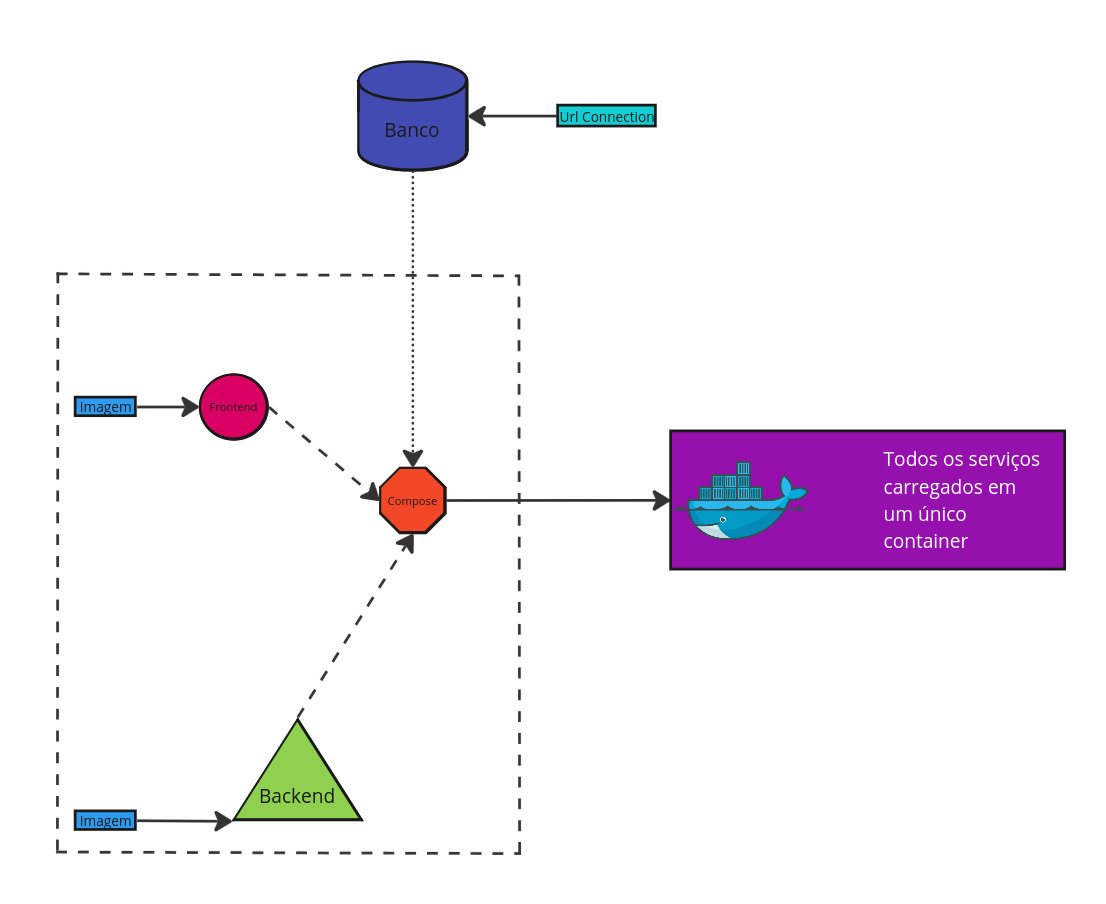 Banco
Url Connection
Imagem
Frontend
Compose
Todos os serviços
carregados em
um único
container
Backend
Imagem